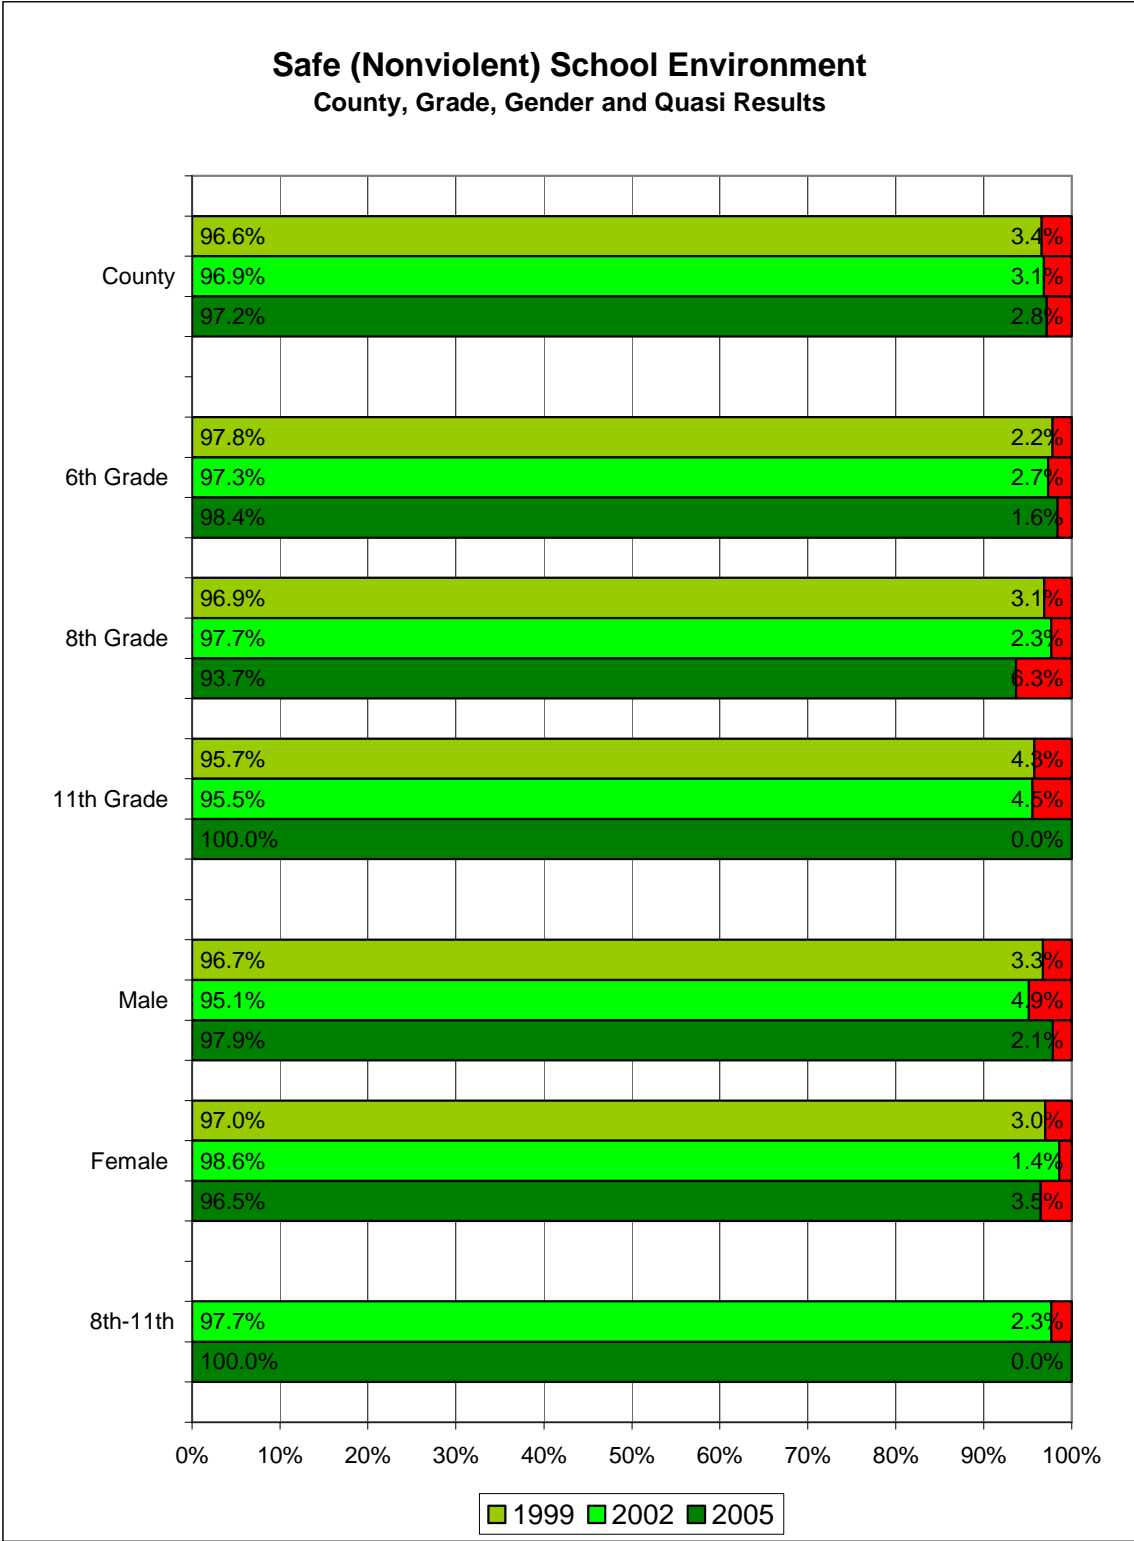 Safe (Nonviolent) School Environment
County, Grade, Gender and Quasi Results
96.6% 3.4%
County 96.9% 3.1%
97.2% 2.8%
97.8% 2.2%
6th Grade 97.3% 2.7%
98.4% 1.6%
96.9% 3.1%
8th Grade 97.7% 2.3%
93.7% 6.3%
95.7% 4.3%
11th Grade 95.5% 4.5%
100.0% 0.0%
96.7% 3.3%
Male 95.1% 4.9%
97.9% 2.1%
97.0% 3.0%
Female 98.6% 1.4%
96.5% 3.5%
8th-11th 97.7% 2.3%
100.0% 0.0%
0% 10% 20% 30% 40% 50% 60% 70% 80% 90% 100%
1999 2002 2005